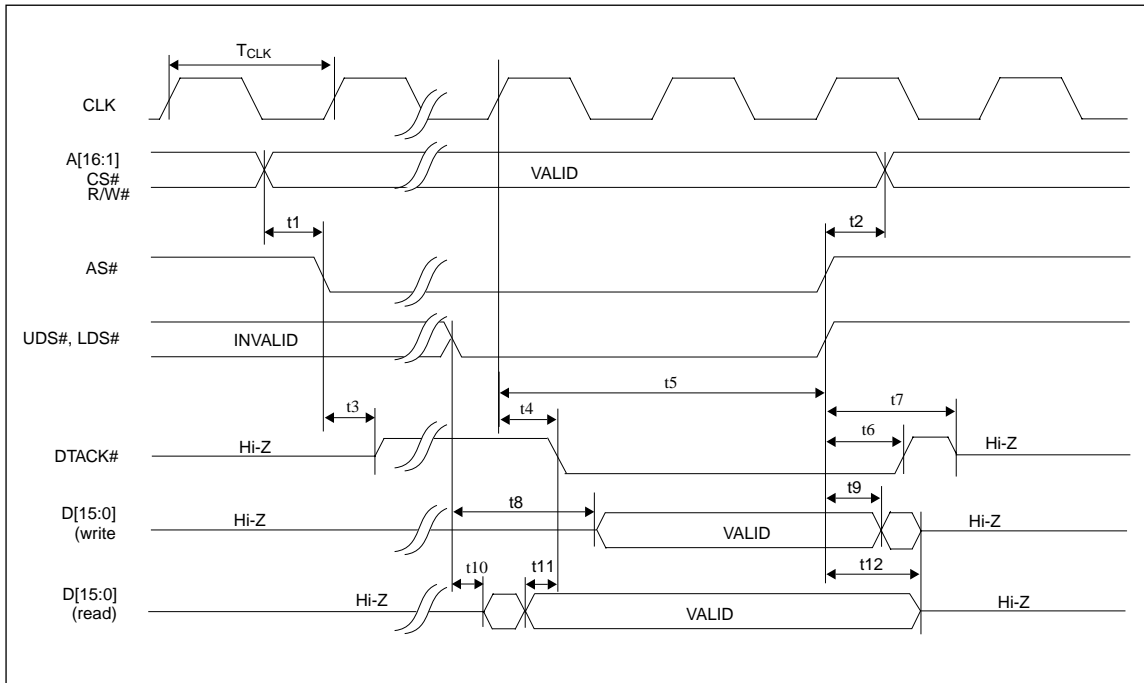 TCLK
CLK
A[16:1]
CS#
R/W#
VALID
t1
t2
AS#
UDS#, LDS#
INVALID
t5
t7
t3
t4
t6
DTACK#
Hi-Z
Hi-Z
t9
t8
D[15:0]
(write
Hi-Z
VALID
Hi-Z
t10
t11
t12
D[15:0]
(read)
Hi-Z
VALID
Hi-Z